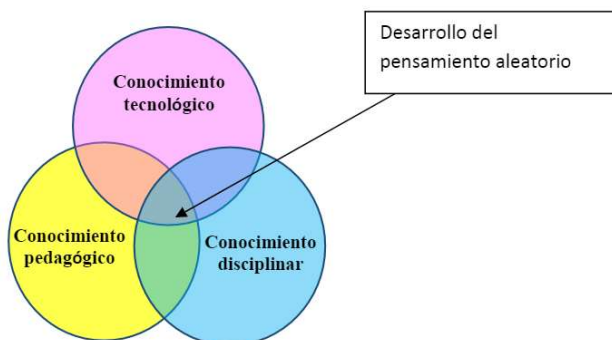 Desarrollo del
pensamiento aleatorio
Conocimiento
tecnológico
Conocimiento
pedagógico
Conocimiento
disciplinar